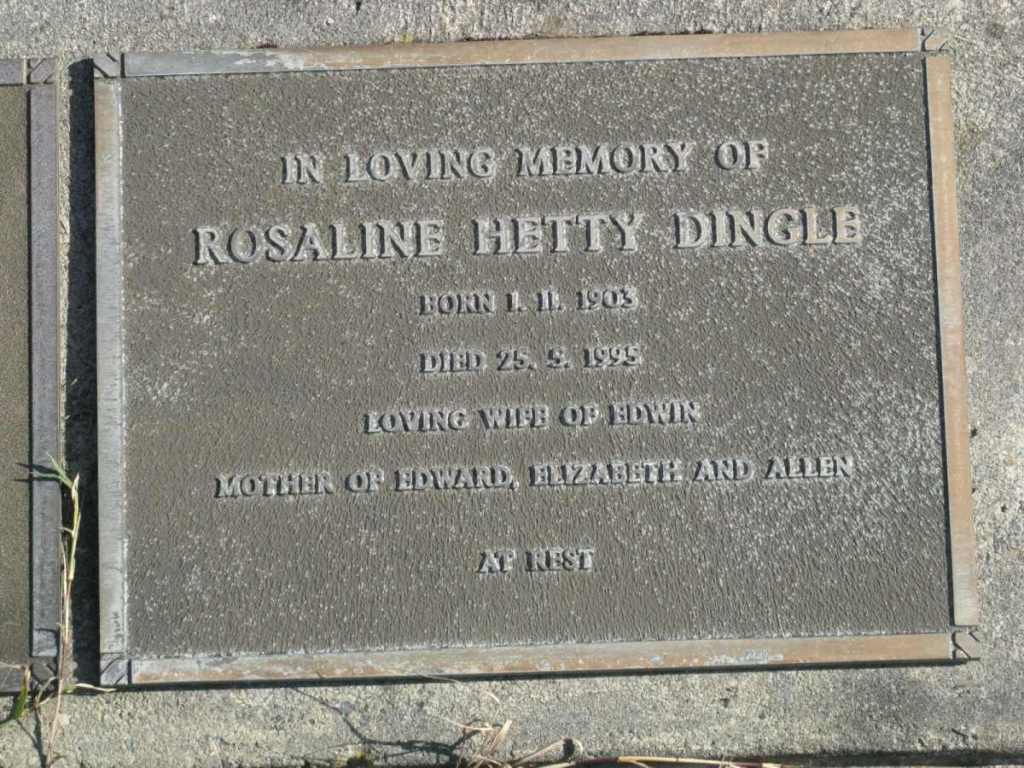 IN LOVING MEMORY OF
ROSALINE HETTY DINGLE
BORN 1. 11. 1903
DIED 25. 5. 1995
LOVING WIFE OF EDWIN
MOTHER OF EDWARD, ELIZABETH AND ALLEN
AT REST